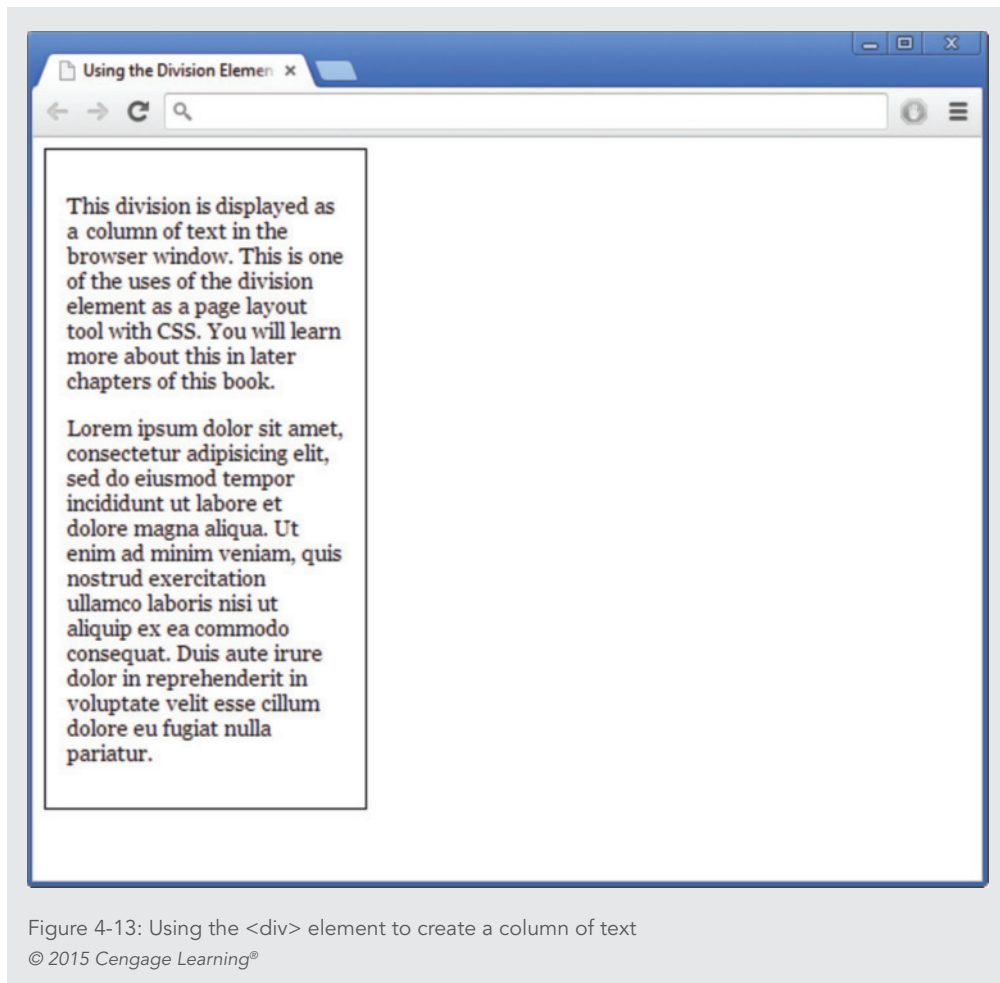 Using the Division Elemen
This division is displayed as
a column of text in the
browser window. This is one
of the uses of the division
element as a page layout
tool with CSS. You will learn
more about this in later
chapters of this book.
Lorem ipsum dolor sit amet,
consectetur adipisicing elit,
sed do eiusmod tempor
incididunt ut labore et
dolore magna aliqua. Ut
enim ad minim veniam, quis
nostrud exercitation
ullamco laboris nisi ut
aliquip ex ea commodo
consequat. Duis aute irure
dolor in reprehenderit in
voluptate velit esse cillum
dolore eu fugiat nulla
pariatur.
Figure 4-13: Using the <div> element to create a column of text
© 2015 Cengage Learning®